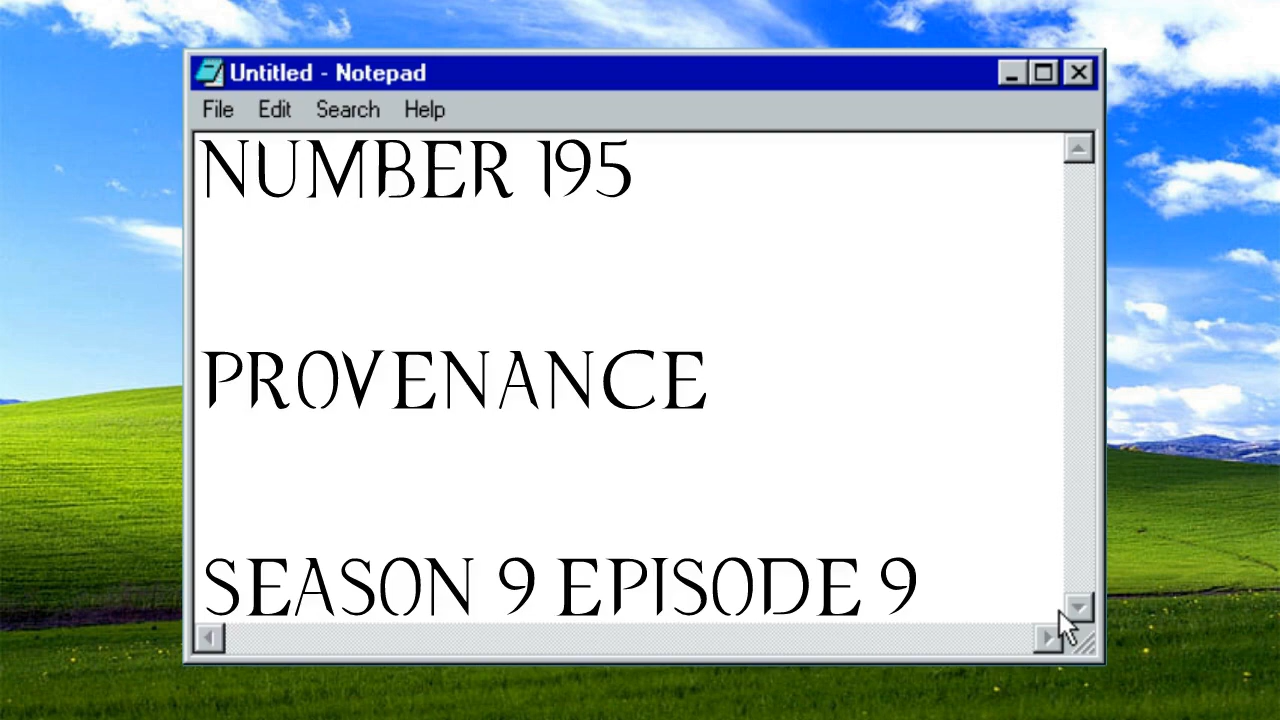 Untitled - Notepad
File Edit Search Help
NUMBER 195
PROVENANCE
SEASON 9 EPISODE 9